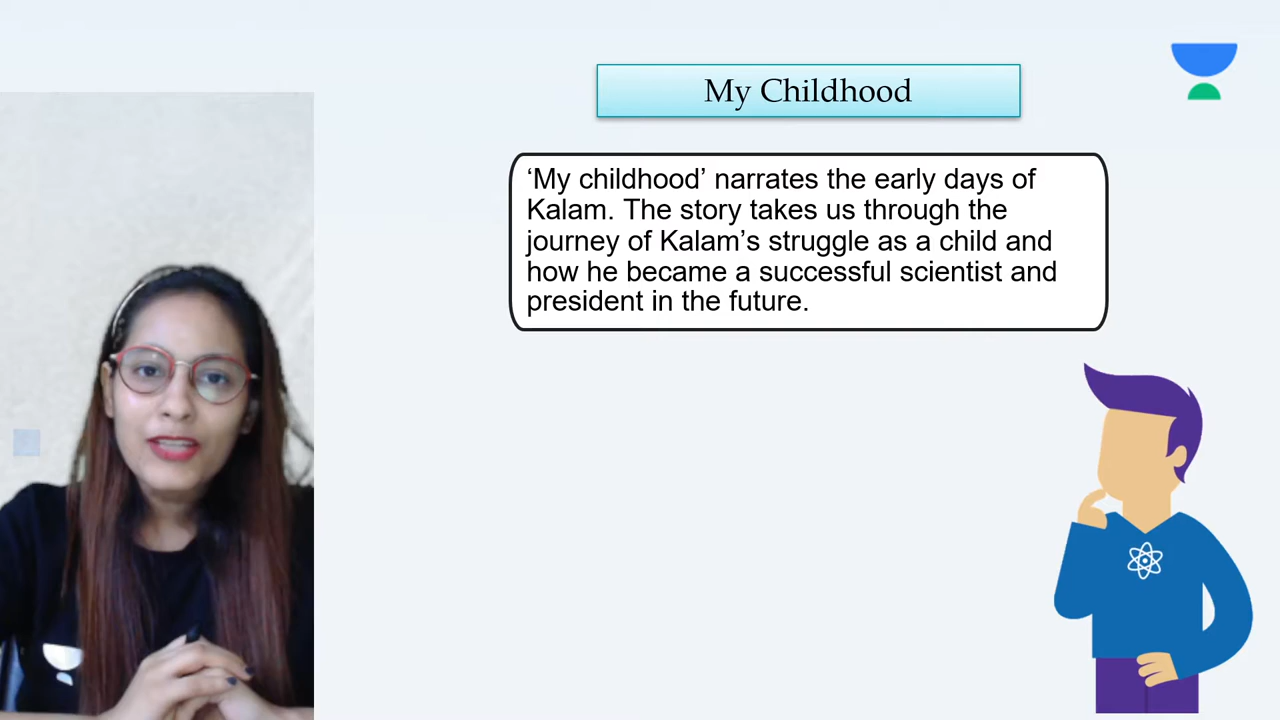 My Childhood
‘My childhood’ narrates the early days of
Kalam. The story takes us through the
journey of Kalam’s struggle as a child and
how he became a successful scientist and
president in the future.